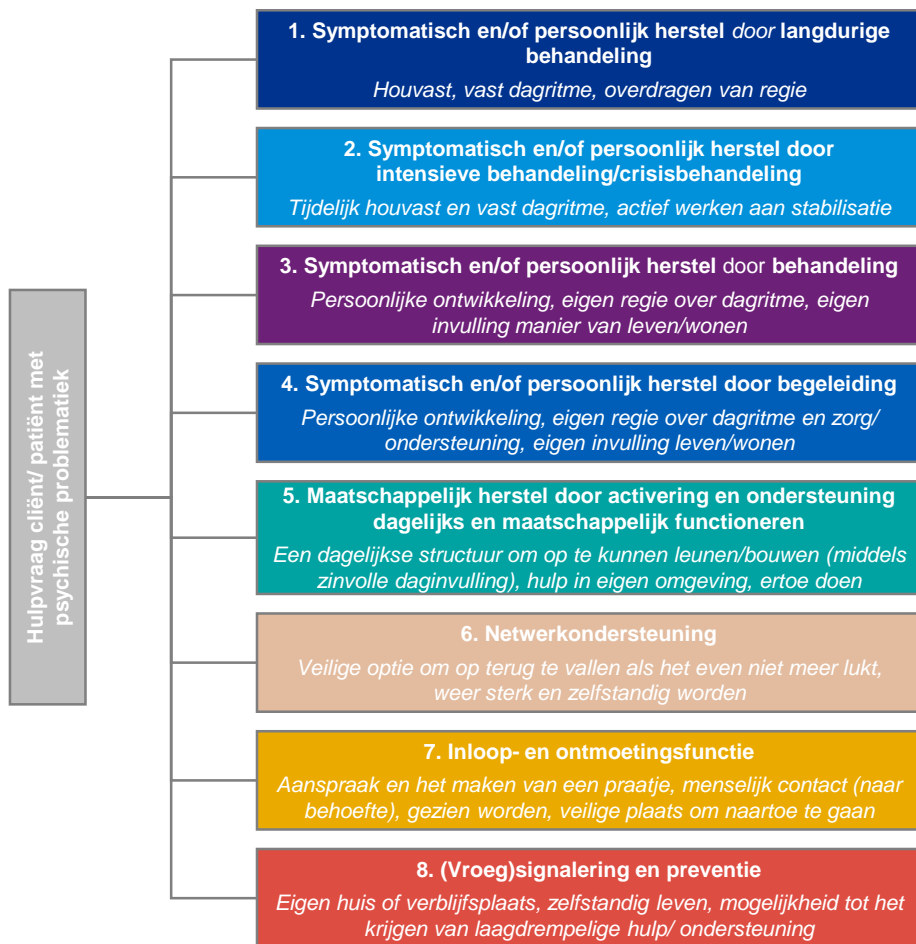 Hulpvraag cliënt/ patiënt met
psychische problematiek
1. Symptomatisch en/of persoonlijk herstel door langdurige
behandeling
Houvast, vast dagritme, overdragen van regie
2. Symptomatisch en/of persoonlijk herstel door
intensieve behandeling/crisisbehandeling
Tijdelijk houvast en vast dagritme, actief werken aan stabilisatie
3. Symptomatisch en/of persoonlijk herstel door behandeling
Persoonlijke ontwikkeling, eigen regie over dagritme, eigen
invulling manier van leven/wonen
4. Symptomatisch en/of persoonlijk herstel door begeleiding
Persoonlijke ontwikkeling, eigen regie over dagritme en zorg/
ondersteuning, eigen invulling leven/wonen
5. Maatschappelijk herstel door activering en ondersteuning
dagelijks en maatschappelijk functioneren
Een dagelijkse structuur om op te kunnen leunen/bouwen (middels
zinvolle daginvulling), hulp in eigen omgeving, ertoe doen
6. Netwerkondersteuning
Veilige optie om op terug te vallen als het even niet meer lukt,
weer sterk en zelfstandig worden
7. Inloop- en ontmoetingsfunctie
Aanspraak en het maken van een praatje, menselijk contact (naar
behoefte), gezien worden, veilige plaats om naartoe te gaan
8. (Vroeg)signalering en preventie
Eigen huis of verblijfsplaats, zelfstandig leven, mogelijkheid tot het
krijgen van laagdrempelige hulp/ ondersteuning